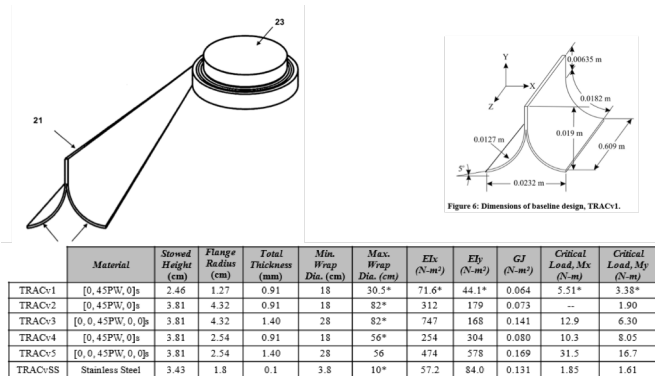 23
21
Y
X
Z
0.00635 m
0.0182 m
0.019 m
0.609 m
0.0127 m
5°
0.0232 m
Figure 6: Dimensions of baseline design, TRACv1.
Material Stowed Height (cm) Flange Radius (cm) Total Thickness (mm) Min. Wrap Dia. (cm) Max. Wrap Dia. (cm) EIx (N-m²) EIy (N-m²) GJ (N-m²) Critical Load, Mx (N-m) Critical Load, My (N-m)
TRACv1 [0, 45PW, 0]s 2.46 1.27 0.91 18 30.5* 71.6* 44.1* 0.064 5.51* 3.38*
TRACv2 [0, 45PW, 0]s 3.81 4.32 0.91 18 82* 312 179 0.073 -- 1.90
TRACv3 [0, 0, 45PW, 0, 0]s 3.81 4.32 1.40 28 82* 747 168 0.141 12.9 6.30
TRACv4 [0, 45PW, 0]s 3.81 2.54 0.91 18 56* 254 304 0.080 10.3 8.05
TRACv5 [0, 0, 45PW, 0, 0]s 3.81 2.54 1.40 28 56 474 578 0.169 31.5 16.7
TRACvSS Stainless Steel 3.43 1.8 0.1 3.8 10* 57.2 84.0 0.131 1.85 1.61